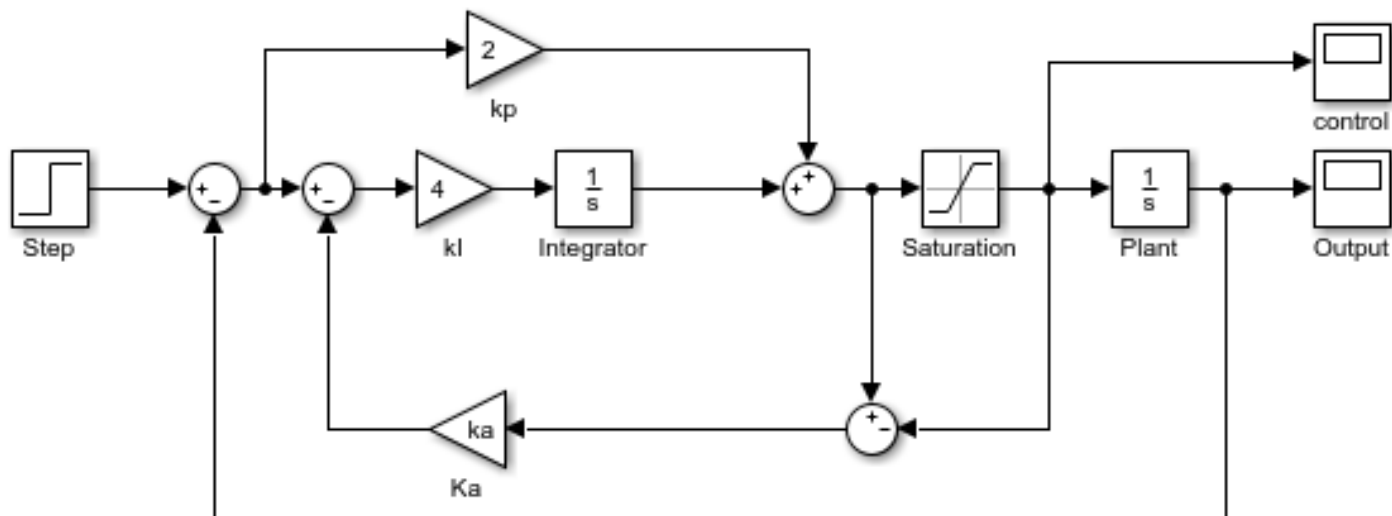 2
kp
control
+
-
+
-
4
1
s
+
+
1
s
Step
kI
Integrator
Saturation
Plant
Output
+
-
ka
Ka